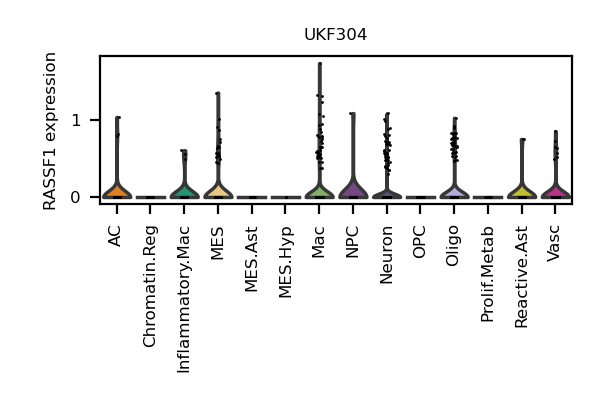 UKF304
RASSF1 expression
1
0
AC
Chromatin.Reg
Inflammatory.Mac
MES
MES.Ast
MES.Hyp
Mac
NPC
Neuron
OPC
Oligo
Prolif.Metab
Reactive.Ast
Vasc